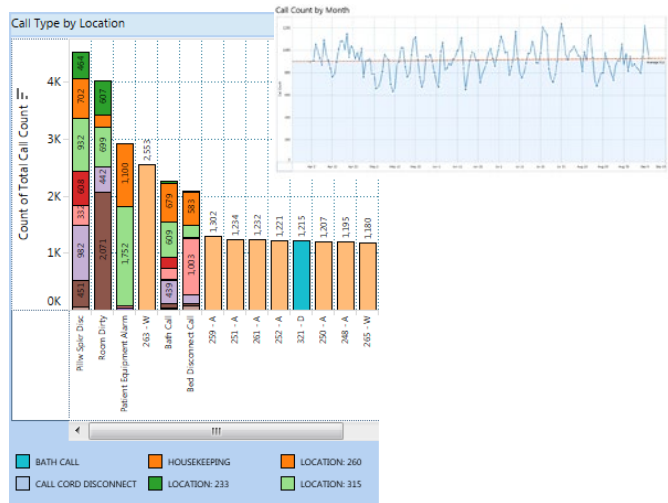 Call Type by Location
Call Count by Month
Count of Total Call Count
4K
3K
2K
1K
0K
464
702
932
608
332
982
451
607
699
442
2,071
1,100
1,752
2,553
679
609
439
583
1,003
1,302
1,234
1,232
1,221
1,215
1,207
1,195
1,180
Pillw Spkr Disc
Room Dirty
Patient Equipment Alarm
263 - W
Bath Call
Bed Disconnect Call
259 - A
251 - A
261 - A
252 - A
321 - D
250 - A
248 - A
265 - W
BATH CALL
HOUSEKEEPING
LOCATION: 260
CALL CORD DISCONNECT
LOCATION: 233
LOCATION: 315